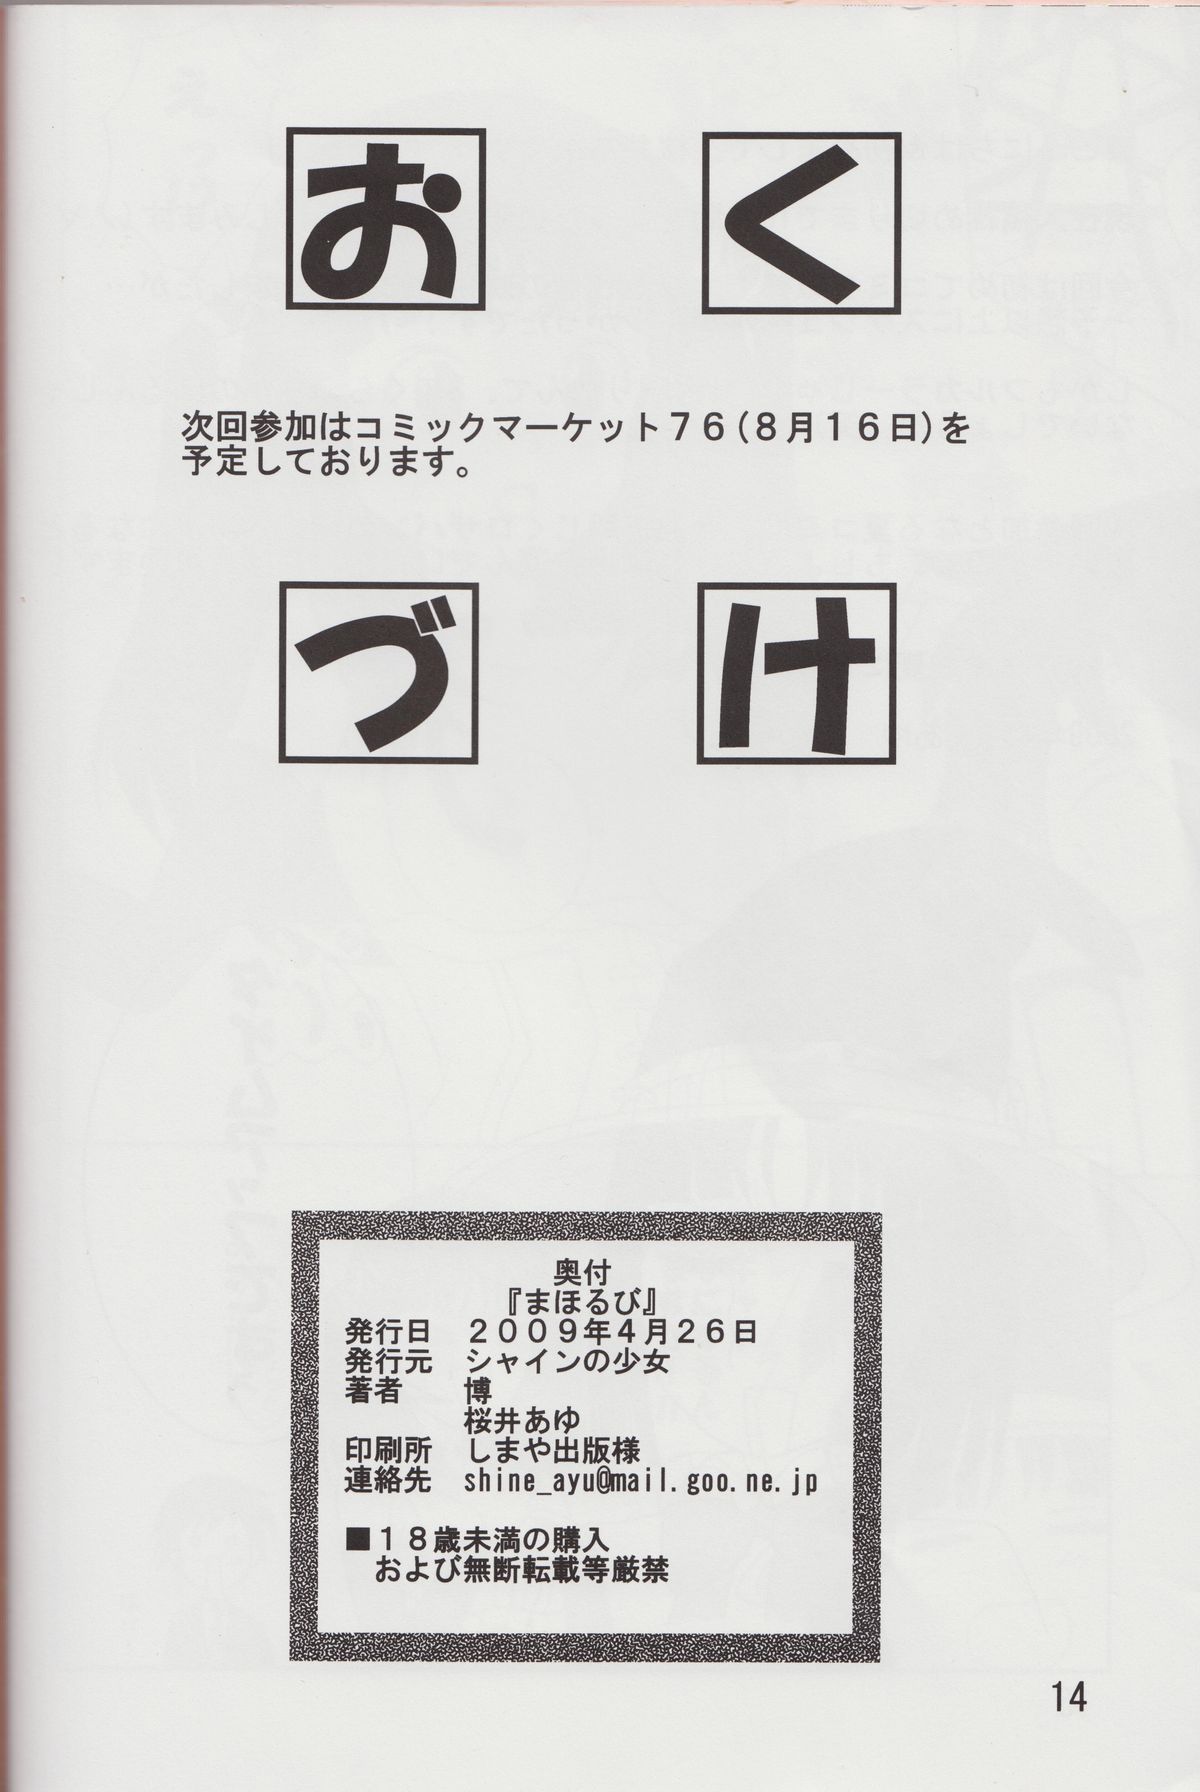 おく
次回参加はコミックマーケット７６(８月１６日)を
予定しております。
づけ
奥付
『まほるび』
発行日　２００９年４月２６日
発行元　シャインの少女
著者　　博
桜井あゆ
印刷所　しまや出版様
連絡先　shine_ayu@mail.goo.ne.jp
■１８歳未満の購入
および無断転載等厳禁
14